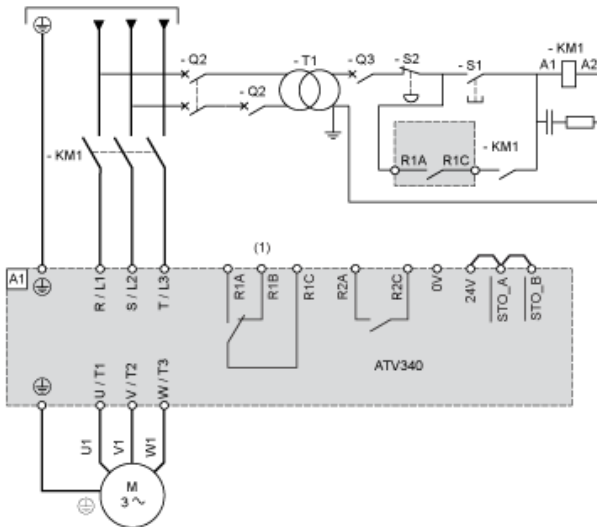 - Q2
- T1
- Q3
- S2
- S1
- KM1
A1
A2
- Q2
- KM1
R1A R1C
- KM1
(1)
A1
R / L1
S / L2
T / L3
R1A
R1B
R1C
R2A
R2C
0V
24V
STO_A
STO_B
ATV340
U / T1
V / T2
W / T3
U1
V1
W1
M
3 ~